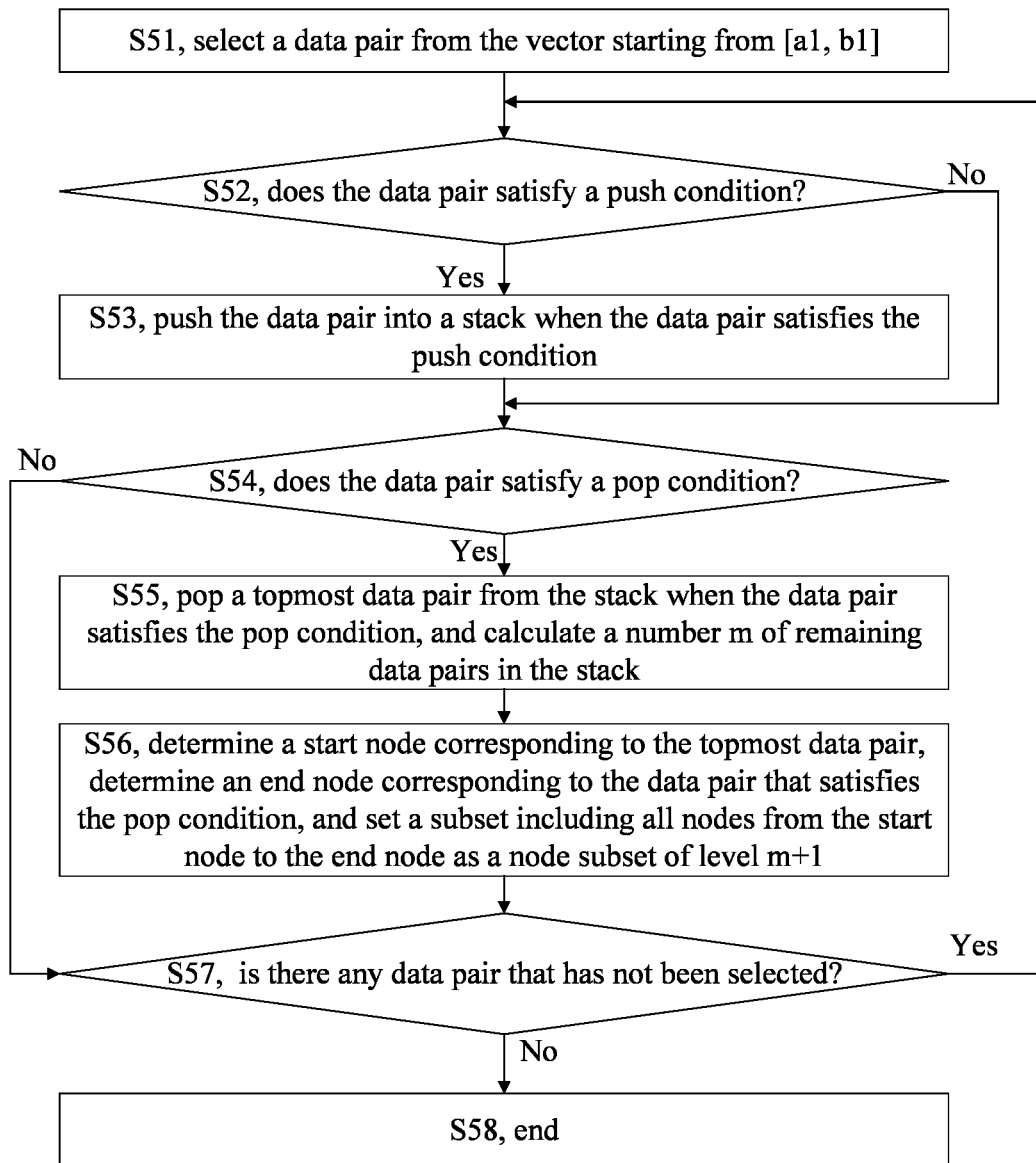 S51, select a data pair from the vector starting from [a1, b1]
S52, does the data pair satisfy a push condition?
No
Yes
S53, push the data pair into a stack when the data pair satisfies the
push condition
No
S54, does the data pair satisfy a pop condition?
Yes
S55, pop a topmost data pair from the stack when the data pair
satisfies the pop condition, and calculate a number m of remaining
data pairs in the stack
S56, determine a start node corresponding to the topmost data pair,
determine an end node corresponding to the data pair that satisfies
the pop condition, and set a subset including all nodes from the start
node to the end node as a node subset of level m+1
Yes
S57, is there any data pair that has not been selected?
No
S58, end